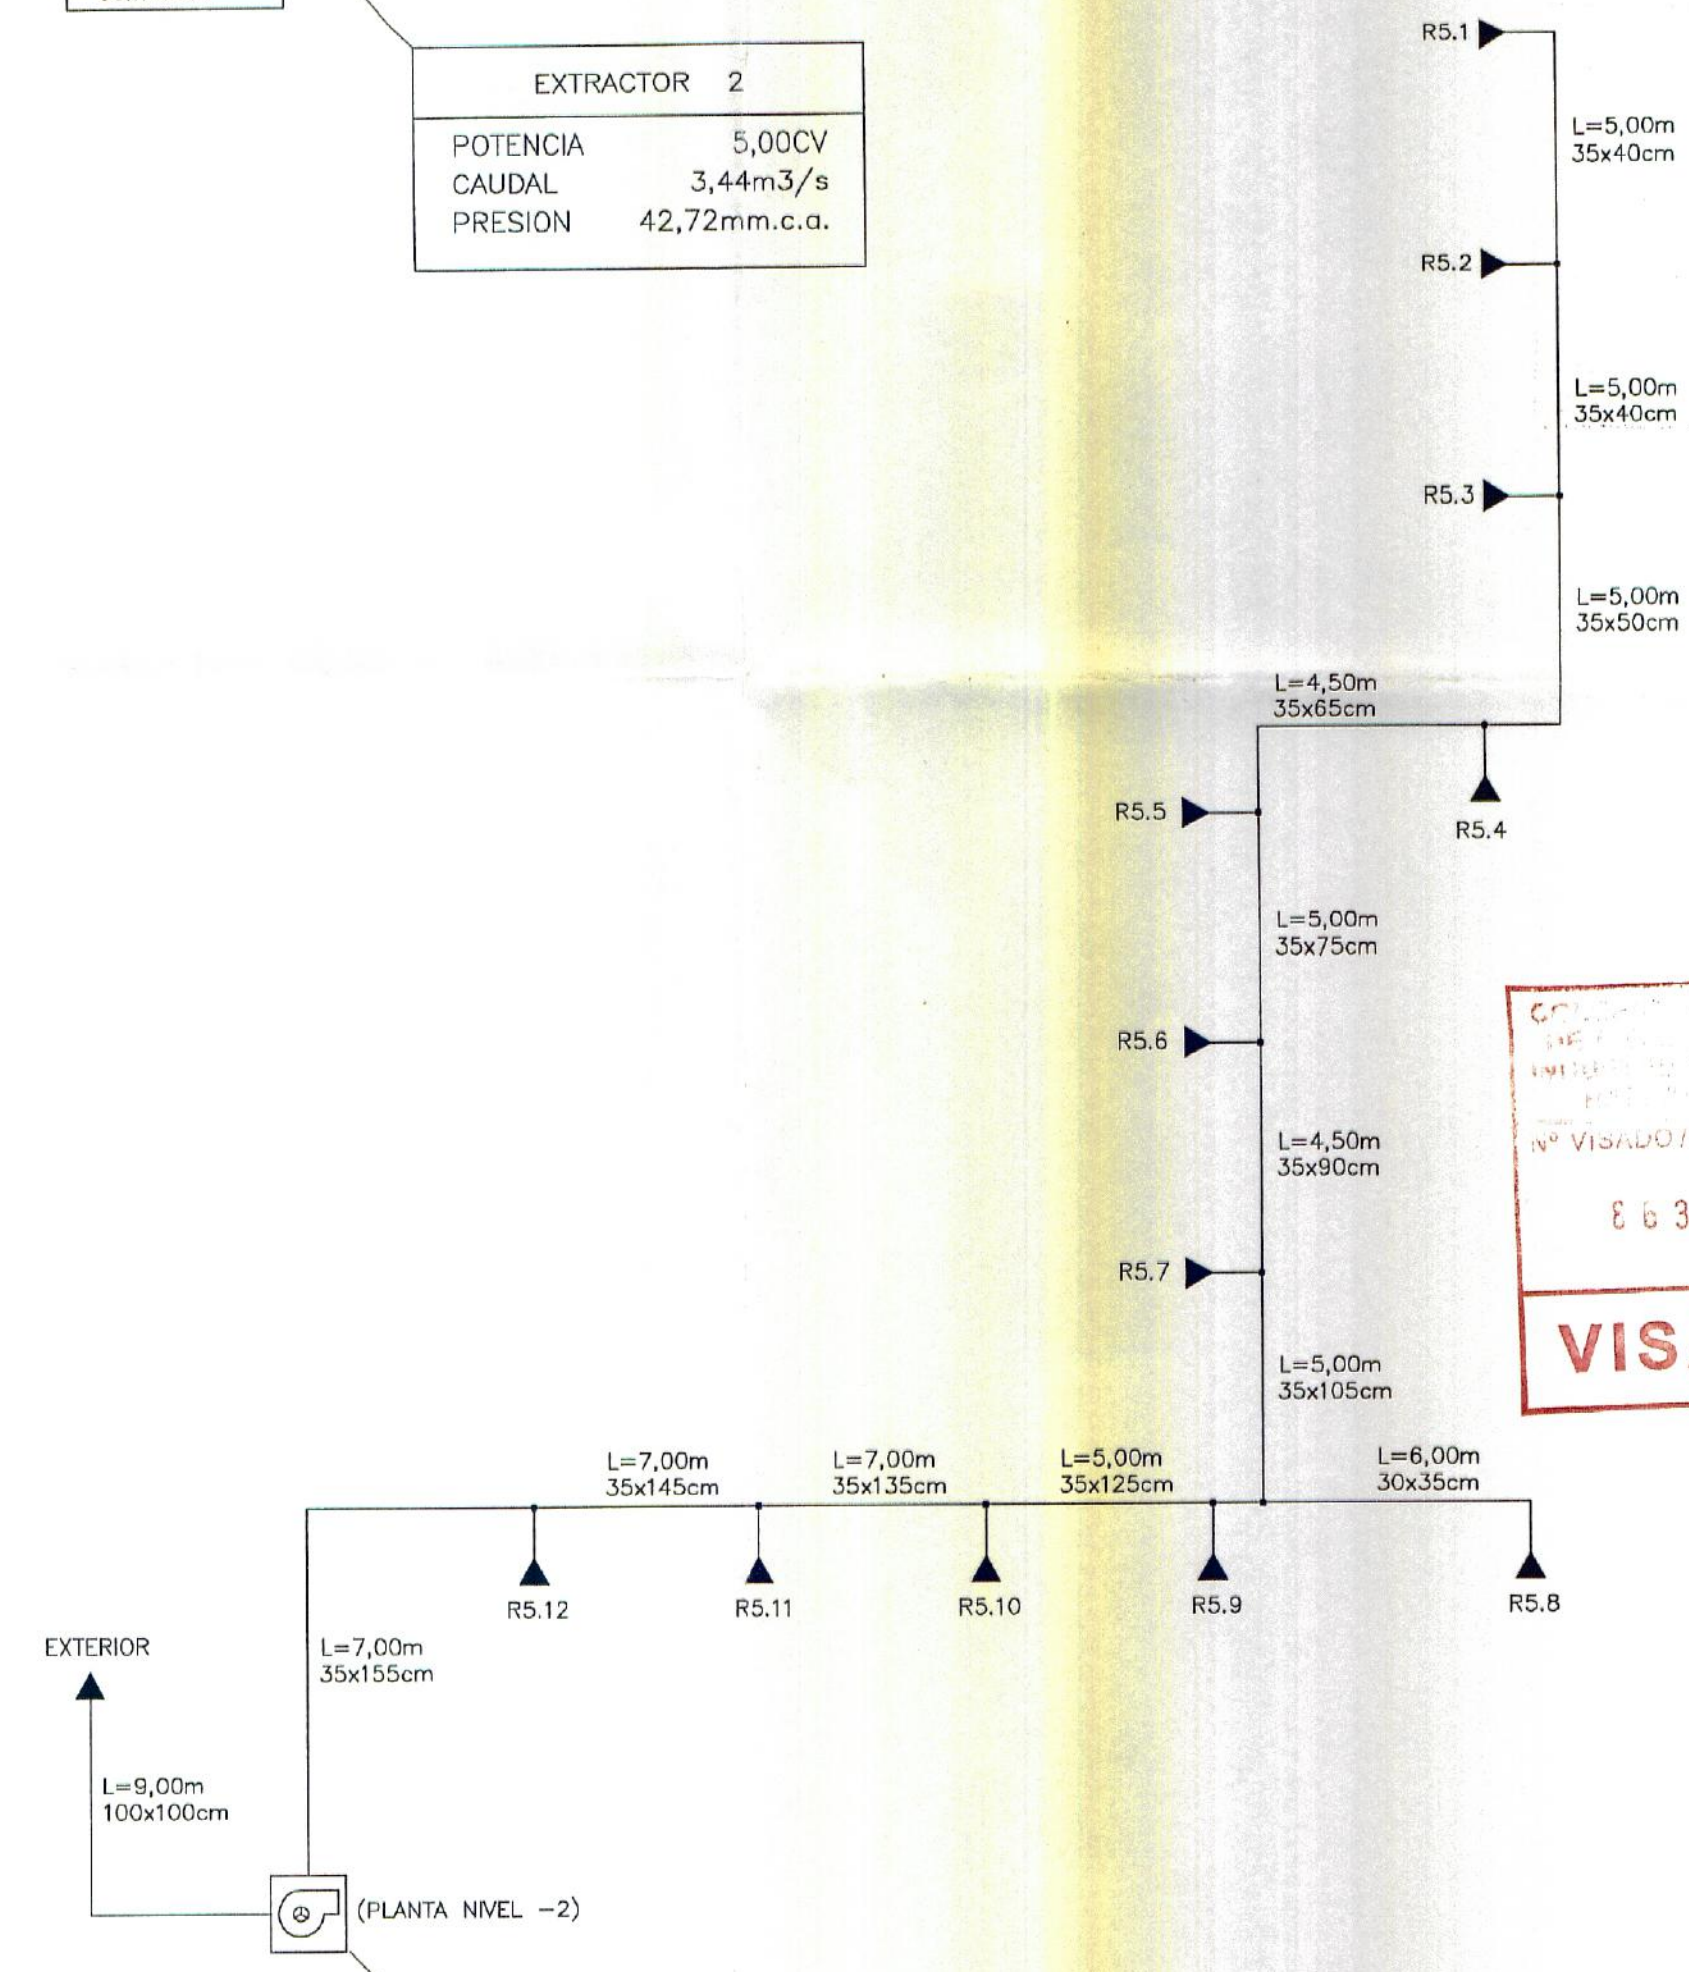 EXTRACTOR 2
POTENCIA 5,00CV
CAUDAL 3,44m3/s
PRESION 42,72mm.c.a.
R5.1
L=5,00m
35x40cm
R5.2
L=5,00m
35x40cm
R5.3
L=5,00m
35x50cm
L=4,50m
35x65cm
R5.4
R5.5
L=5,00m
35x75cm
R5.6
L=4,50m
35x90cm
R5.7
L=5,00m
35x105cm
Nº VISADO/
VIS
L=7,00m
35x145cm
L=7,00m
35x135cm
L=5,00m
35x125cm
L=6,00m
30x35cm
R5.12
R5.11
R5.10
R5.9
R5.8
EXTERIOR
L=7,00m
35x155cm
L=9,00m
100x100cm
(PLANTA NIVEL -2)